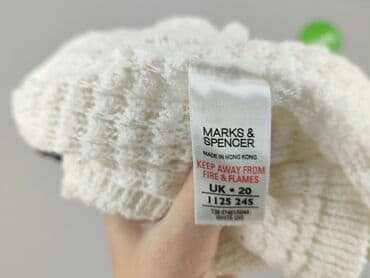 MARKS &
SPENCER
MADE IN HONG KONG
KEEP AWAY FROM
FIRE & FLAMES
UK • 20
1125 245